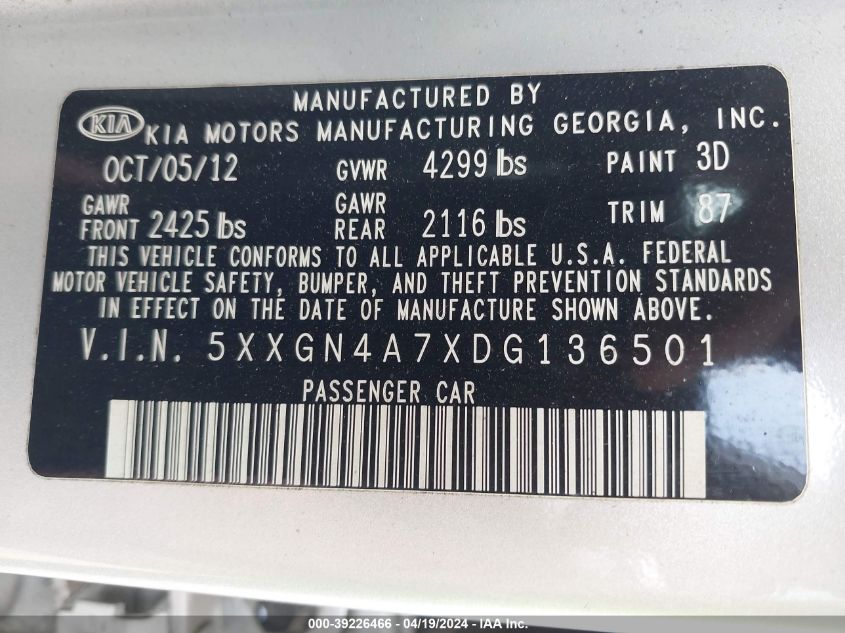 MANUFACTURED BY
KIA KIA MOTORS MANUFACTURING GEORGIA, INC.
OCT/05/12 GVWR 4299 lbs PAINT 3D
GAWR FRONT 2425 lbs GAWR REAR 2116 lbs TRIM 87
THIS VEHICLE CONFORMS TO ALL APPLICABLE U.S.A. FEDERAL
MOTOR VEHICLE SAFETY, BUMPER, AND THEFT PREVENTION STANDARDS
IN EFFECT ON THE DATE OF MANUFACTURE SHOWN ABOVE.
V.I.N. 5XXGN4A7XDG136501
PASSENGER CAR
000-39226466 - 04/19/2024 - IAA Inc.